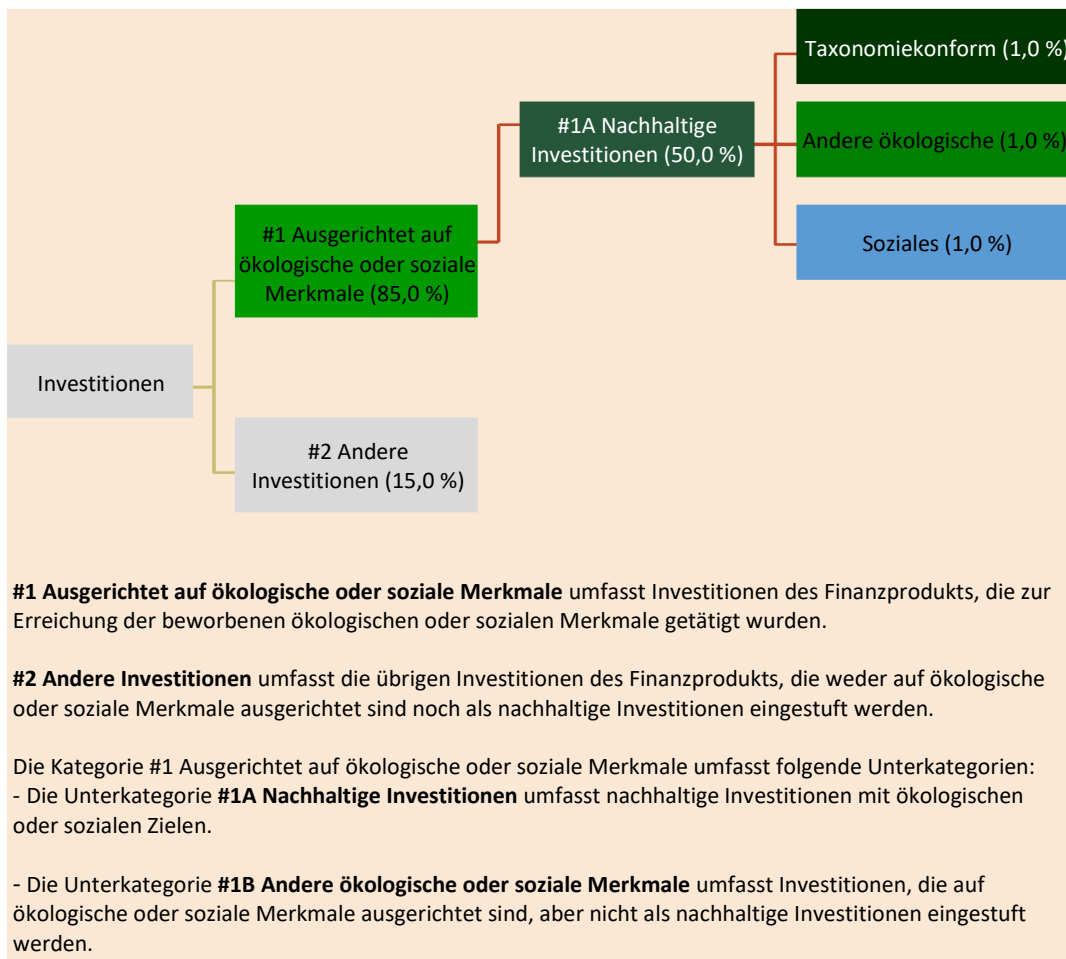 Taxonomiekonform (1,0 %)
#1A Nachhaltige
Investitionen (50,0 %)
Andere ökologische (1,0 %)
#1 Ausgerichtet auf
ökologische oder soziale
Merkmale (85,0 %)
Soziales (1,0 %)
Investitionen
#2 Andere
Investitionen (15,0 %)
#1 Ausgerichtet auf ökologische oder soziale Merkmale umfasst Investitionen des Finanzprodukts, die zur
Erreichung der beworbenen ökologischen oder sozialen Merkmale getätigt wurden.
#2 Andere Investitionen umfasst die übrigen Investitionen des Finanzprodukts, die weder auf ökologische
oder soziale Merkmale ausgerichtet sind noch als nachhaltige Investitionen eingestuft werden.
Die Kategorie #1 Ausgerichtet auf ökologische oder soziale Merkmale umfasst folgende Unterkategorien:
- Die Unterkategorie #1A Nachhaltige Investitionen umfasst nachhaltige Investitionen mit ökologischen
oder sozialen Zielen.
- Die Unterkategorie #1B Andere ökologische oder soziale Merkmale umfasst Investitionen, die auf
ökologische oder soziale Merkmale ausgerichtet sind, aber nicht als nachhaltige Investitionen eingestuft
werden.